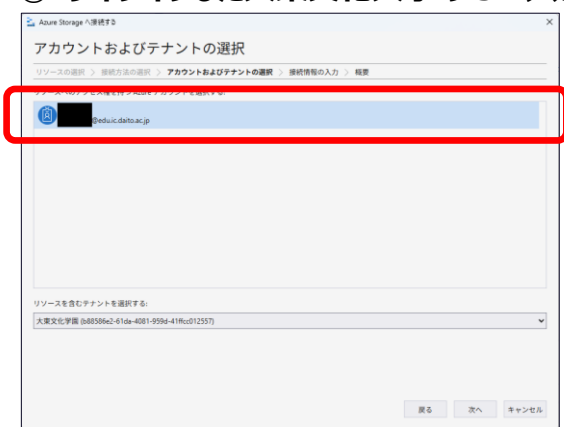 Azure Storage へ接続する
アカウントおよびテナントの選択
リソースの選択 > 接続方法の選択 > アカウントおよびテナントの選択 > 接続情報の入力 > 概要
@edu.ic.daito.ac.jp
リソースを含むテナントを選択する:
大東文化学園 (b88586e2-61da-4081-959d-41ffcc012557)
戻る 次へ キャンセル